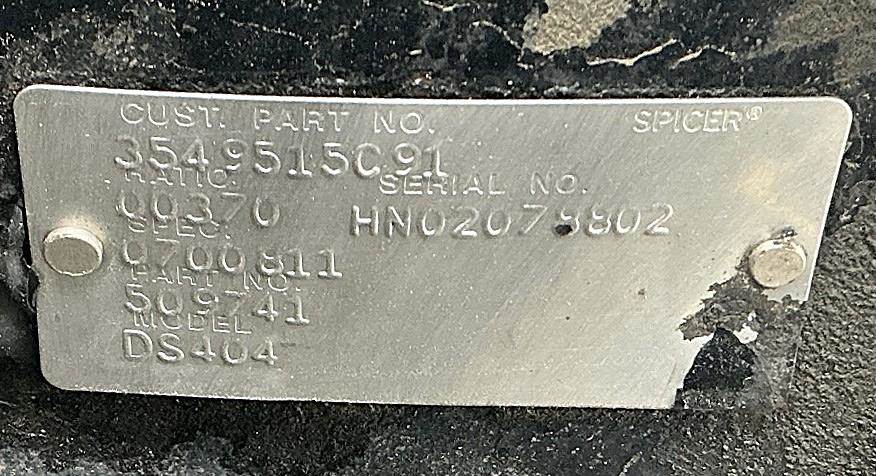 CUST. PART NO. SPICER®
3549515C91
RATIO. SERIAL NO.
00370 HN02078802
SPEC.
0700811
PART NO.
509741
MODEL
DS404